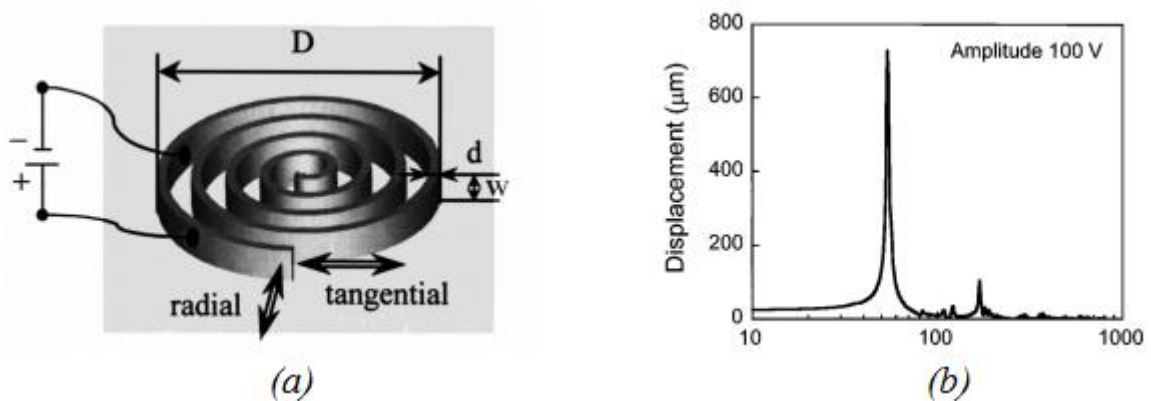 D
d
w
−
+
radial
tangential
(a)
800
600
400
200
0
Displacement (μm)
Amplitude 100 V
10
100
1000
(b)